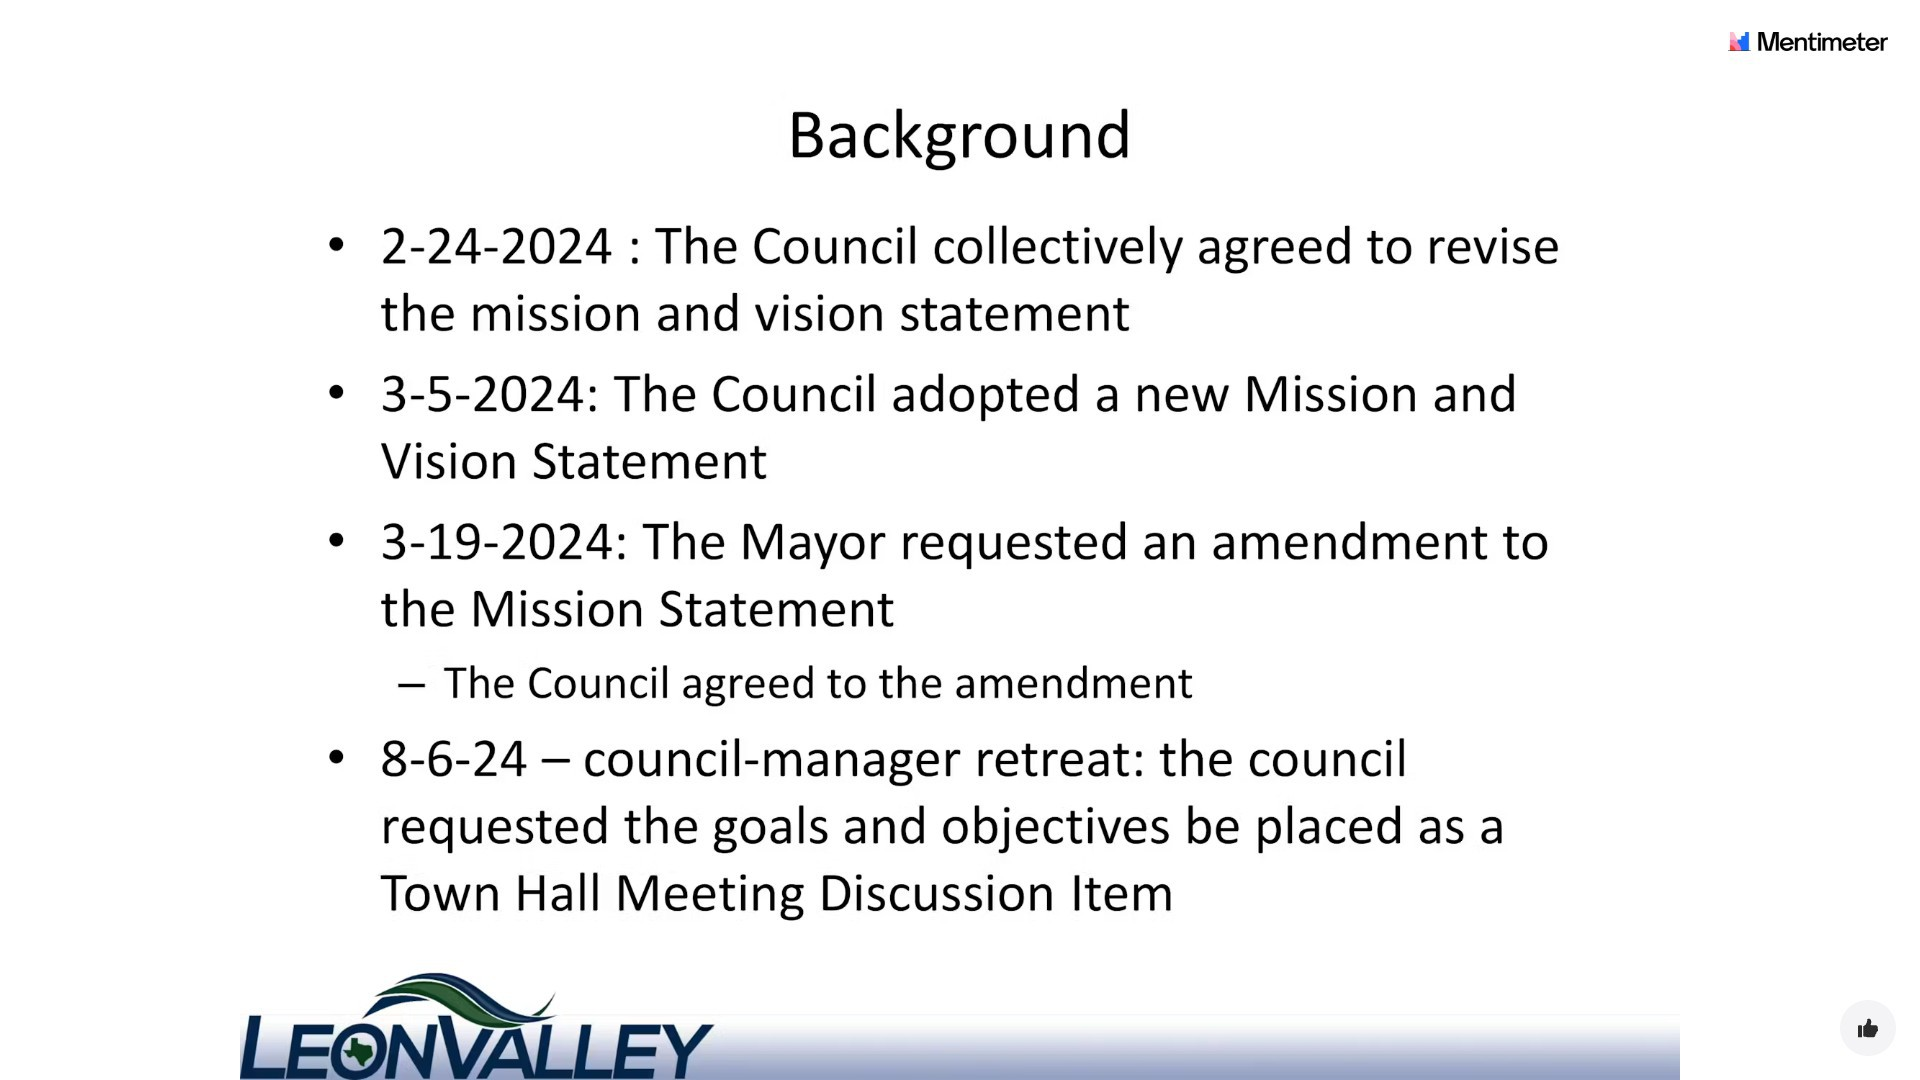 Mentimeter
Background
• 2-24-2024 : The Council collectively agreed to revise
the mission and vision statement
• 3-5-2024: The Council adopted a new Mission and
Vision Statement
• 3-19-2024: The Mayor requested an amendment to
the Mission Statement
– The Council agreed to the amendment
• 8-6-24 – council-manager retreat: the council
requested the goals and objectives be placed as a
Town Hall Meeting Discussion Item
LEONVALLEY